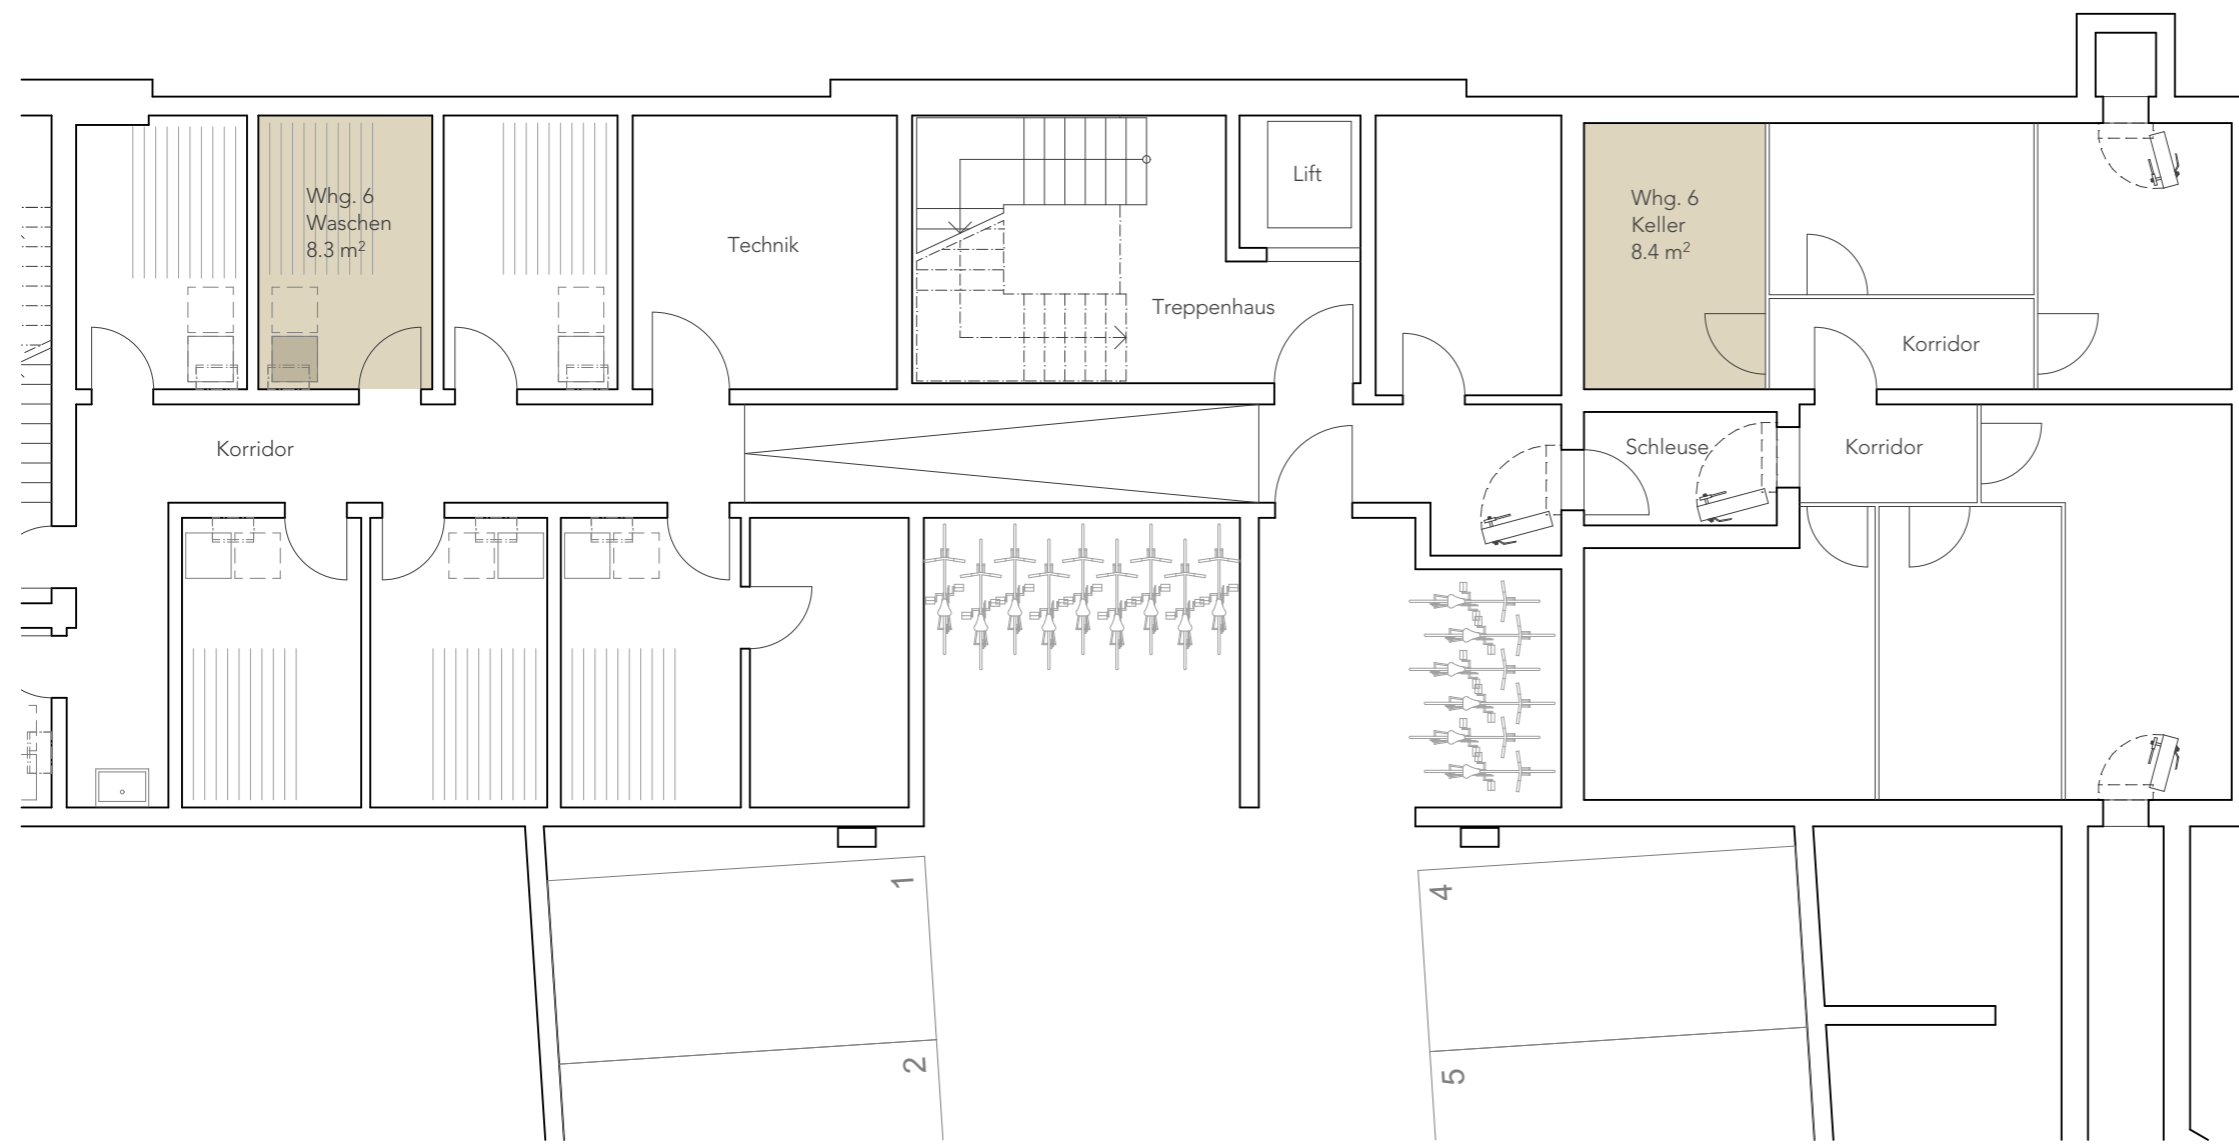 Whg. 6
Waschen
8.3 m²
Technik
Lift
Treppenhaus
Whg. 6
Keller
8.4 m²
Korridor
Korridor
Schleuse
Korridor
1
4
2
5